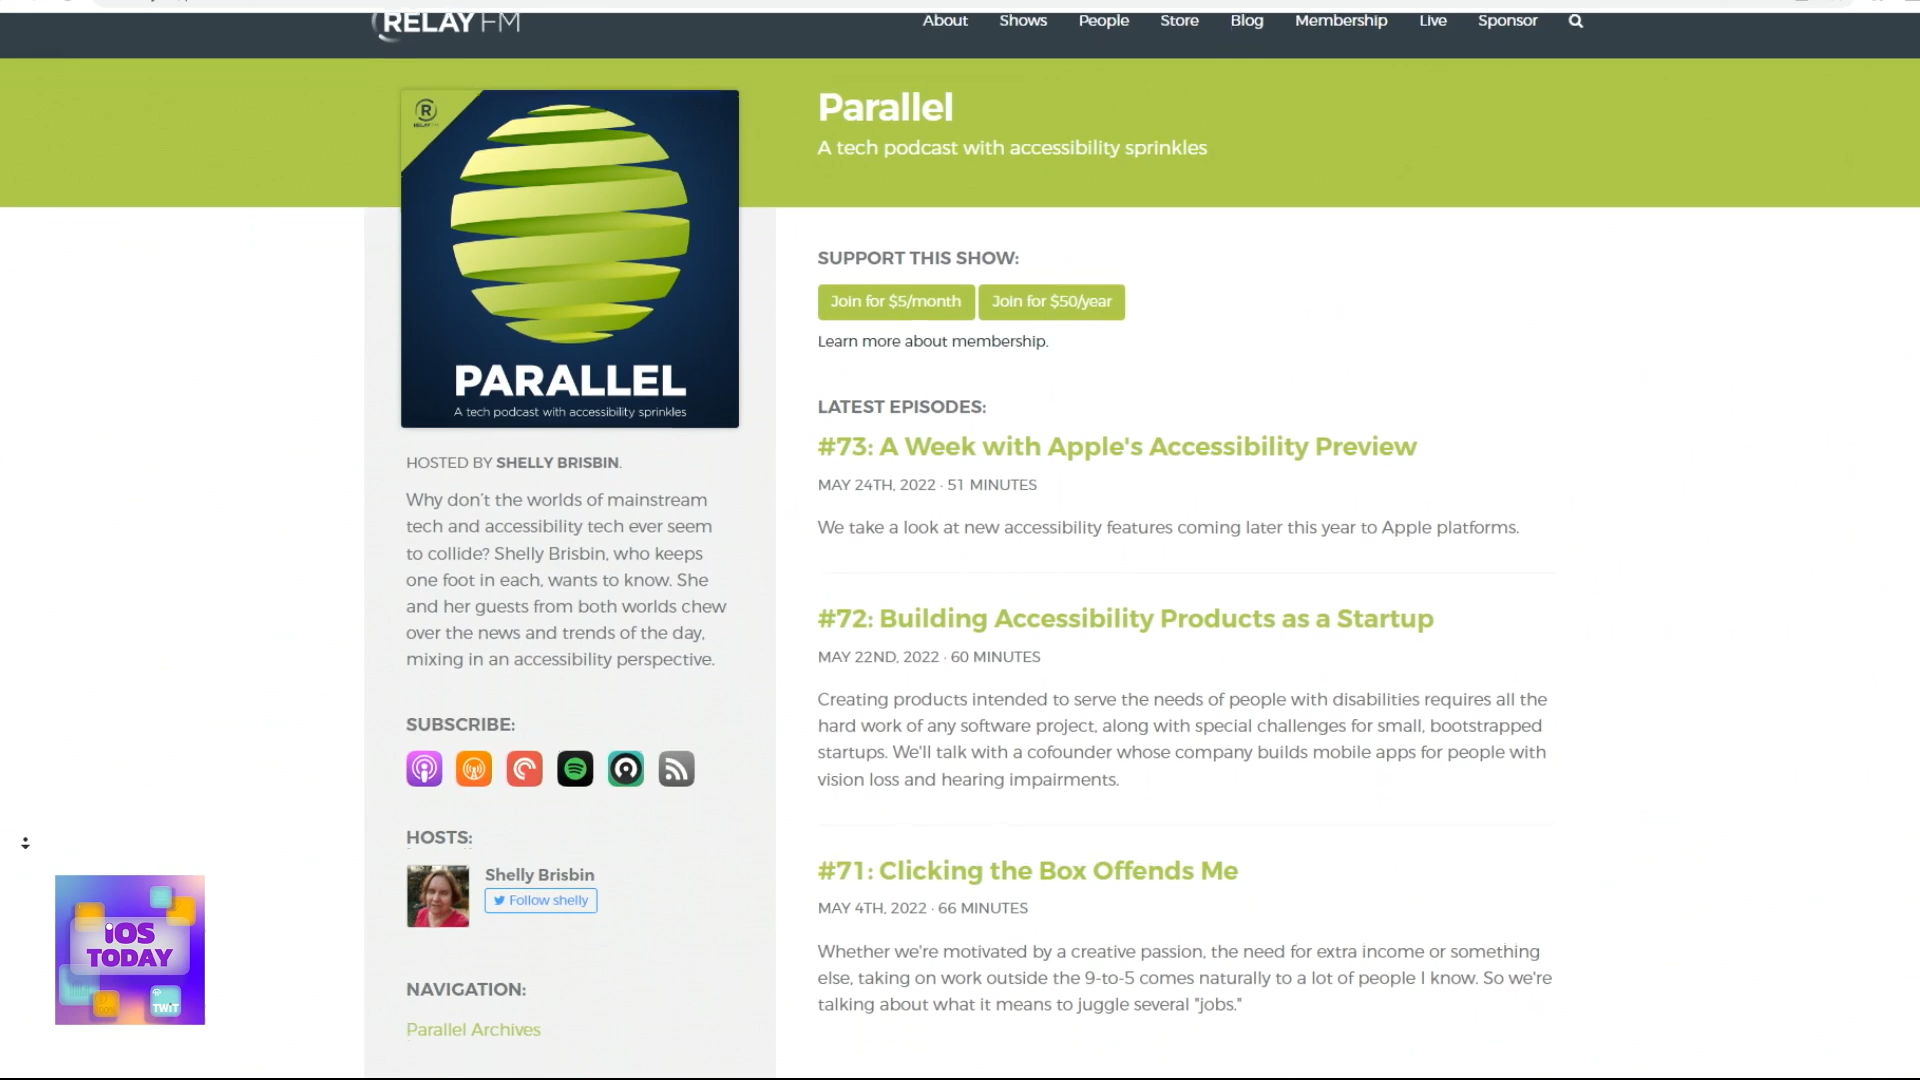 RELAY FM
About Shows People Store Blog Membership Live Sponsor
R
PARALLEL
A tech podcast with accessibility sprinkles
Parallel
A tech podcast with accessibility sprinkles
HOSTED BY SHELLY BRISBIN.
Why don't the worlds of mainstream
tech and accessibility tech ever seem
to collide? Shelly Brisbin, who keeps
one foot in each, wants to know. She
and her guests from both worlds chew
over the news and trends of the day,
mixing in an accessibility perspective.
SUBSCRIBE:
HOSTS:
Shelly Brisbin
Follow shelly
NAVIGATION:
Parallel Archives
SUPPORT THIS SHOW:
Join for $5/month Join for $50/year
Learn more about membership.
LATEST EPISODES:
#73: A Week with Apple's Accessibility Preview
MAY 24TH, 2022 · 51 MINUTES
We take a look at new accessibility features coming later this year to Apple platforms.
#72: Building Accessibility Products as a Startup
MAY 22ND, 2022 · 60 MINUTES
Creating products intended to serve the needs of people with disabilities requires all the
hard work of any software project, along with special challenges for small, bootstrapped
startups. We'll talk with a cofounder whose company builds mobile apps for people with
vision loss and hearing impairments.
#71: Clicking the Box Offends Me
MAY 4TH, 2022 · 66 MINUTES
Whether we're motivated by a creative passion, the need for extra income or something
else, taking on work outside the 9-to-5 comes naturally to a lot of people I know. So we're
talking about what it means to juggle several "jobs."
iOS
TODAY
TWiT